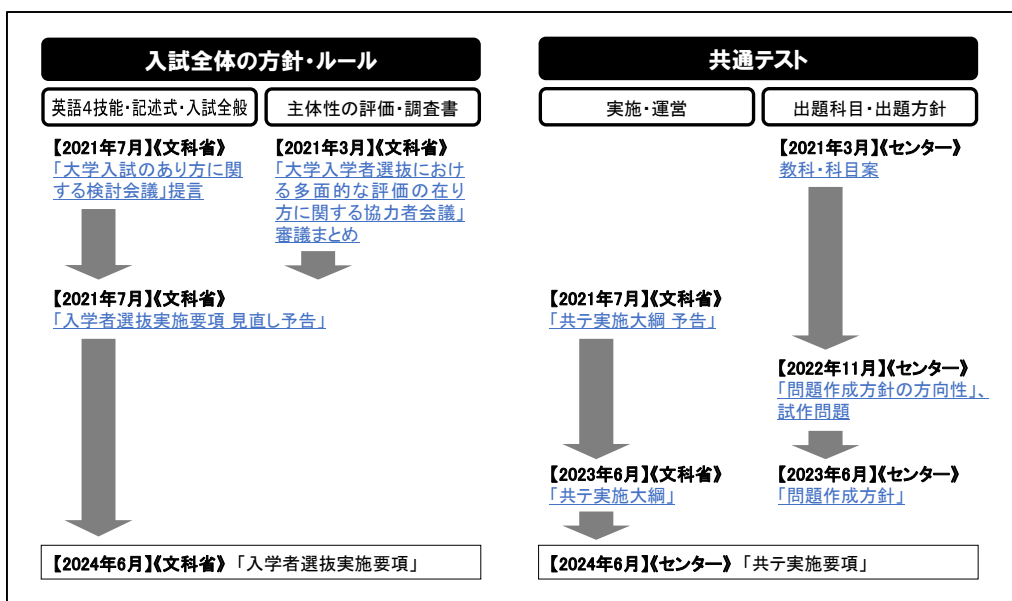 入試全体の方針・ルール
英語4技能・記述式・入試全般
主体性の評価・調査書
【2021年7月】《文科省》
「大学入試のあり方に関
する検討会議」提言
【2021年3月】《文科省》
「大学入学者選抜におけ
る多面的な評価の在り
方に関する協力者会議」
審議まとめ
【2021年7月】《文科省》
「入学者選抜実施要項 見直し予告」
【2024年6月】《文科省》「入学者選抜実施要項」
共通テスト
実施・運営
出題科目・出題方針
【2021年3月】《センター》
教科・科目案
【2021年7月】《文科省》
「共テ実施大綱 予告」
【2022年11月】《センター》
「問題作成方針の方向性」、
試作問題
【2023年6月】《文科省》
「共テ実施大綱」
【2023年6月】《センター》
「問題作成方針」
【2024年6月】《センター》「共テ実施要項」